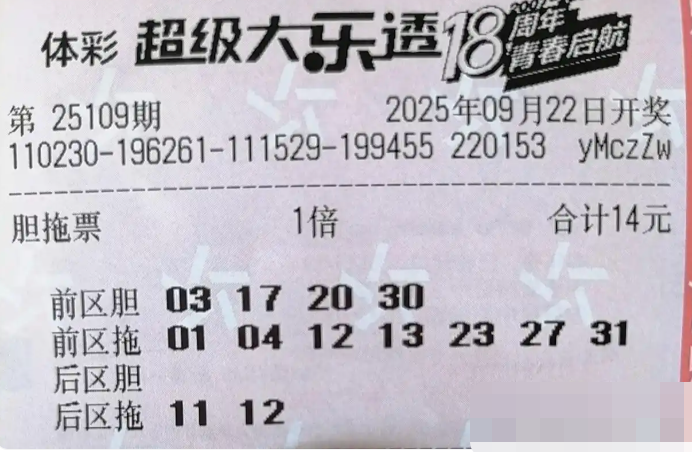 体彩 超级大乐透 18周年 青春启航
第 25109期 2025年09月22日开奖
110230-196261-111529-199455 220153 yMczZw
胆拖票 1倍 合计14元
前区胆 03 17 20 30
前区拖 01 04 12 13 23 27 31
后区胆
后区拖 11 12